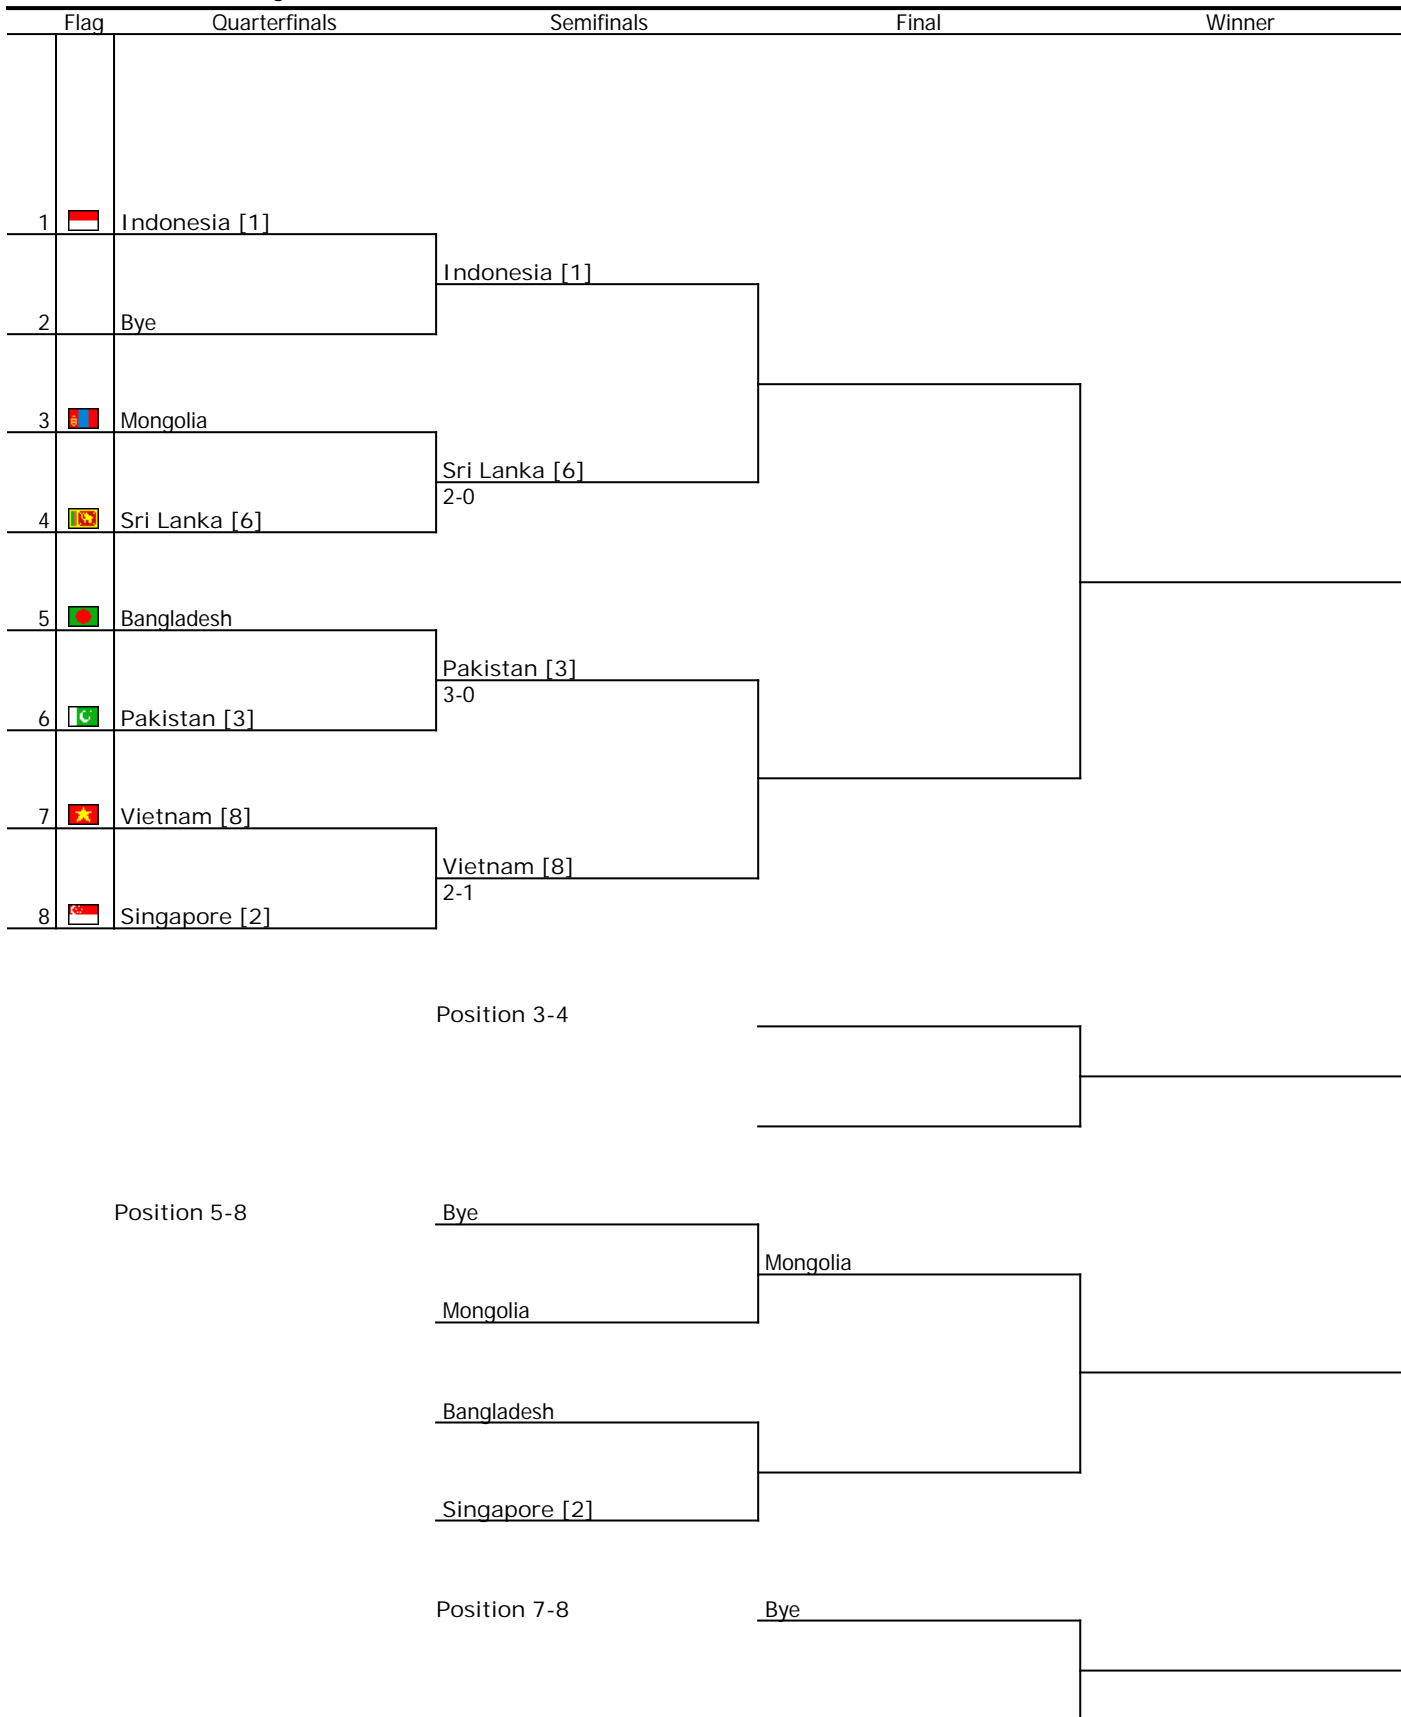 Flag Quarterfinals Semifinals Final Winner
1 Indonesia [1]
Indonesia [1]
2 Bye
3 Mongolia
Sri Lanka [6]
2-0
4 Sri Lanka [6]
5 Bangladesh
Pakistan [3]
3-0
6 Pakistan [3]
7 Vietnam [8]
Vietnam [8]
2-1
8 Singapore [2]
Position 3-4
Position 5-8 Bye
Mongolia
Mongolia
Bangladesh
Singapore [2]
Position 7-8 Bye